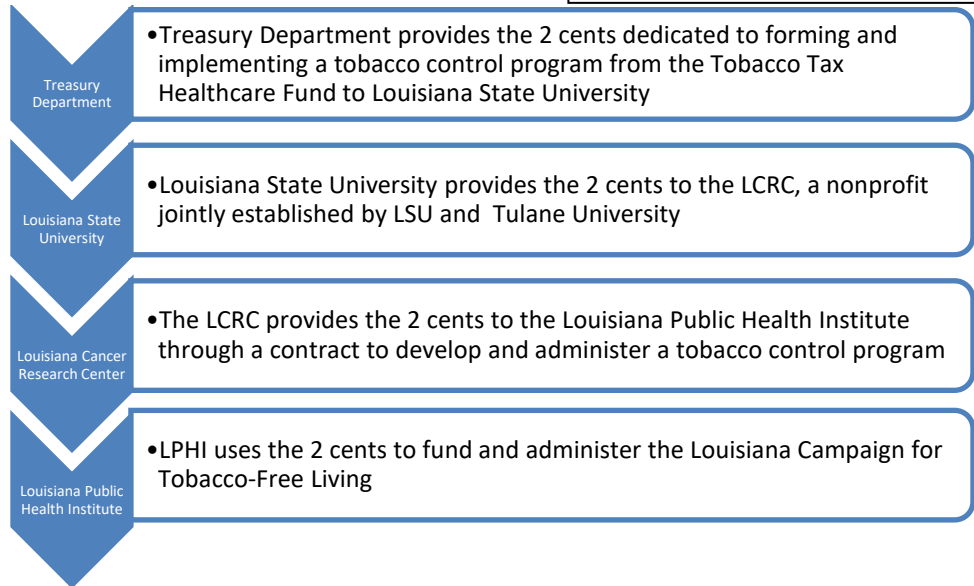 Treasury
Department
•Treasury Department provides the 2 cents dedicated to forming and
implementing a tobacco control program from the Tobacco Tax
Healthcare Fund to Louisiana State University
Louisiana State
University
•Louisiana State University provides the 2 cents to the LCRC, a nonprofit
jointly established by LSU and  Tulane University
Louisiana Cancer
Research Center
•The LCRC provides the 2 cents to the Louisiana Public Health Institute
through a contract to develop and administer a tobacco control program
Louisiana Public
Health Institute
•LPHI uses the 2 cents to fund and administer the Louisiana Campaign for
Tobacco-Free Living